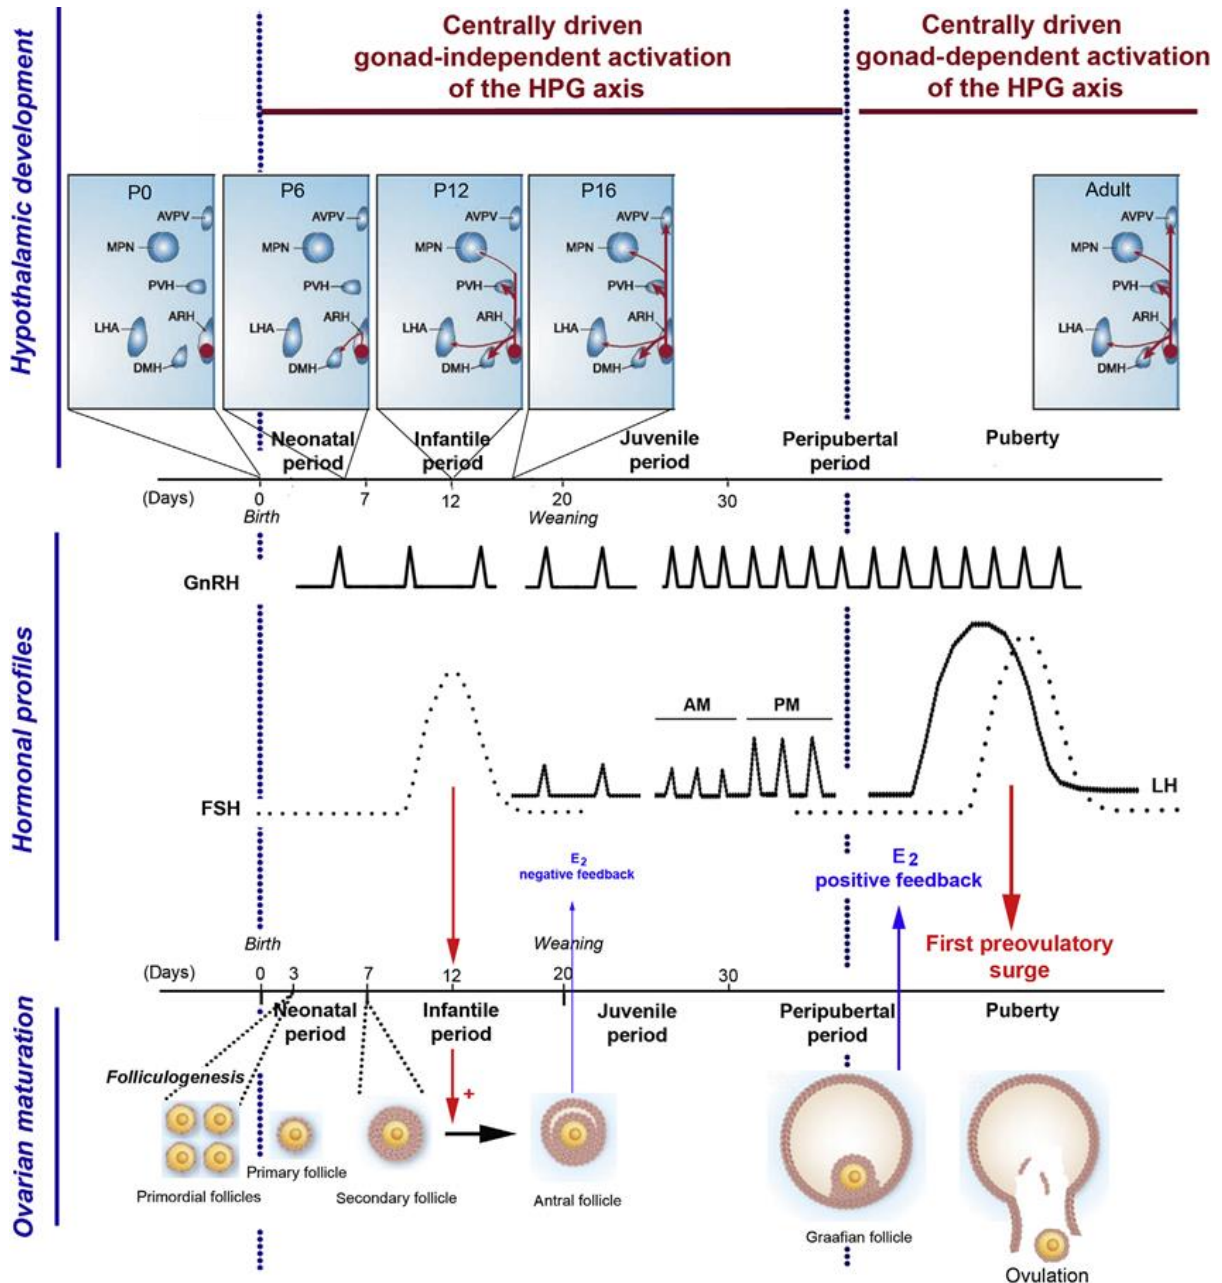 Centrally driven
gonad-independent activation
of the HPG axis
Centrally driven
gonad-dependent activation
of the HPG axis
Hypothalamic development
P0
AVPV
MPN
PVH
LHA
ARH
DMH
P6
AVPV
MPN
PVH
LHA
ARH
DMH
P12
AVPV
MPN
PVH
LHA
ARH
DMH
P16
AVPV
MPN
PVH
LHA
ARH
DMH
Adult
AVPV
MPN
PVH
LHA
ARH
DMH
Neonatal
period
Infantile
period
Juvenile
period
Peripubertal
period
Puberty
(Days)
0
7
12
20
30
Birth
Weaning
Hormonal profiles
GnRH
AM
PM
FSH
LH
E2
negative feedback
E2
positive feedback
First preovulatory
surge
Birth
Weaning
(Days)
0
3
7
12
20
30
Ovarian maturation
Neonatal
period
Infantile
period
Juvenile
period
Peripubertal
period
Puberty
Folliculogenesis
+
Primordial follicles
Primary follicle
Secondary follicle
Antral follicle
Graafian follicle
Ovulation